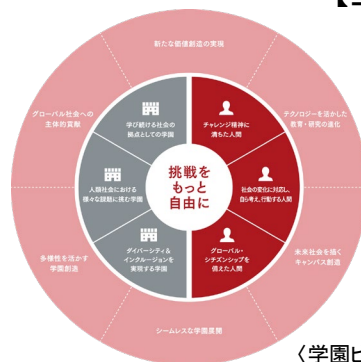 新たな価値創造の実現
グローバル社会への
主体的貢献
テクノロジーを活かした
教育・研究の進化
学び続ける社会の
拠点としての学園
チャレンジ精神に
満ちた人間
人類社会における
様々な課題に挑む学園
挑戦を
もっと
自由に
社会の変化に対応し、
自ら考え、行動する人間
ダイバーシティ&
インクルージョンを
実現する学園
グローバル・
シチズンシップを
備えた人間
多様性を活かす
学園創造
未来社会を描く
キャンパス創造
シームレスな学園展開
〈学園ビ